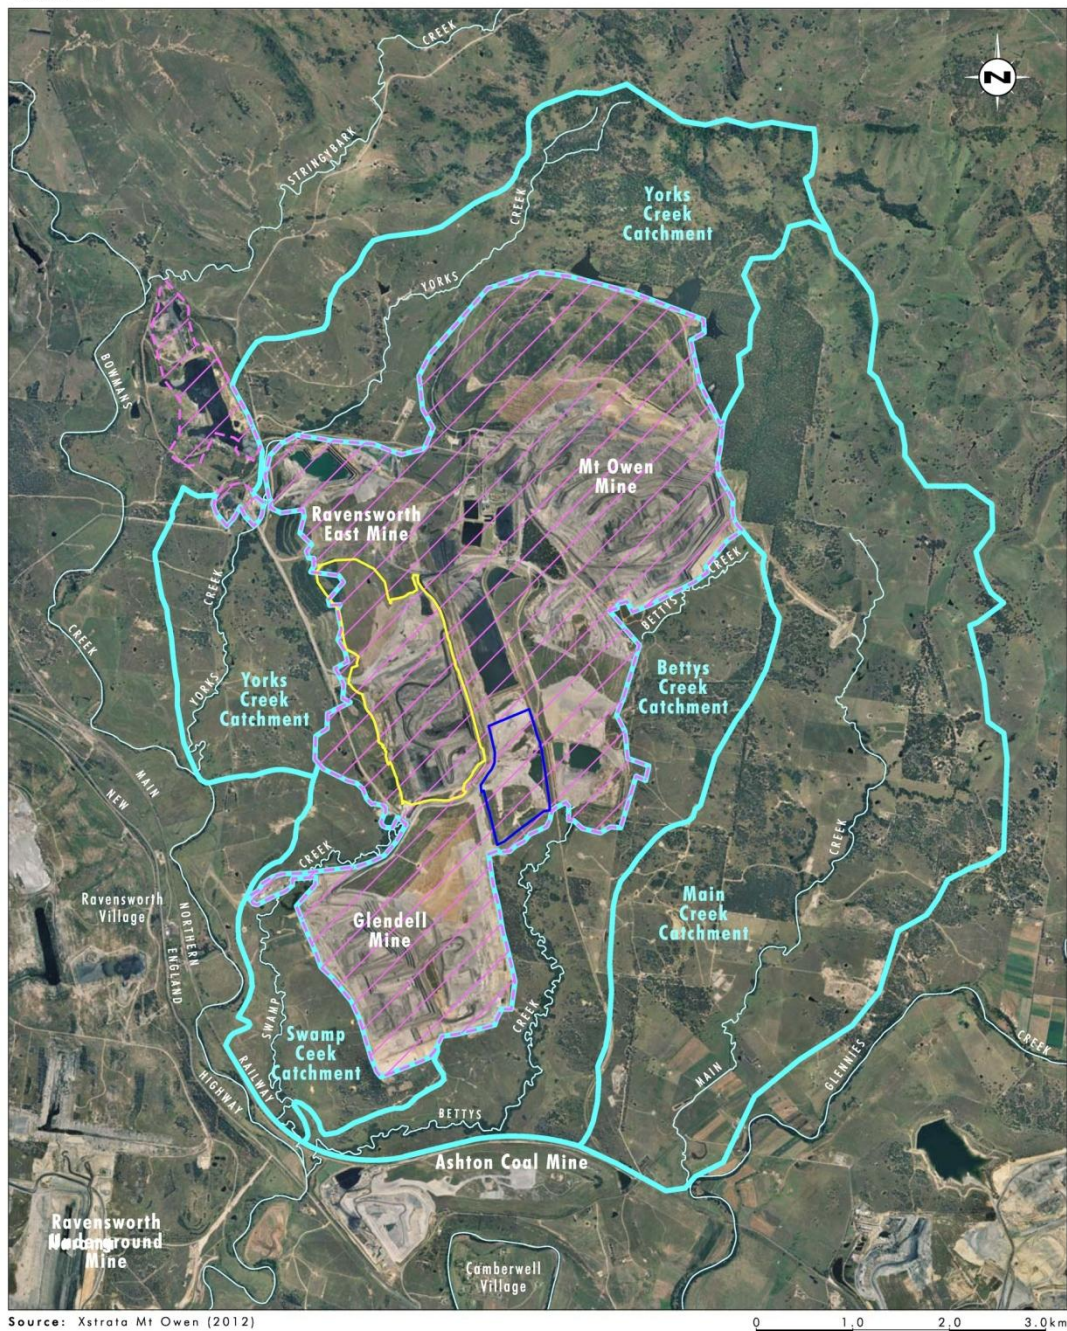 CREEK
STRINGYBARK
N
Yorks
Creek
Catchment
CREEK
YORKS
BOWMANS
Mt Owen
Mine
Ravensworth
East Mine
CREEK
BETTYS
CREEK
CREEK
YORKS
Yorks
Creek
Catchment
Bettys
Creek
Catchment
MAIN
NEW
CREEK
CREEK
Ravensworth
Village
NORTHERN
ENGLAND
Glendell
Mine
Main
Creek
Catchment
SWAMP
CREEK
Swamp
Ceek
Catchment
RAILWAY
HIGHWAY
BETTYS
MAIN
GLENNIES
CREEK
Ashton Coal Mine
Ravensworth
Underground
Mine
Camberwell
Village
Source: Xstrata Mt Owen (2012)
0 1,0 2,0 3.0km